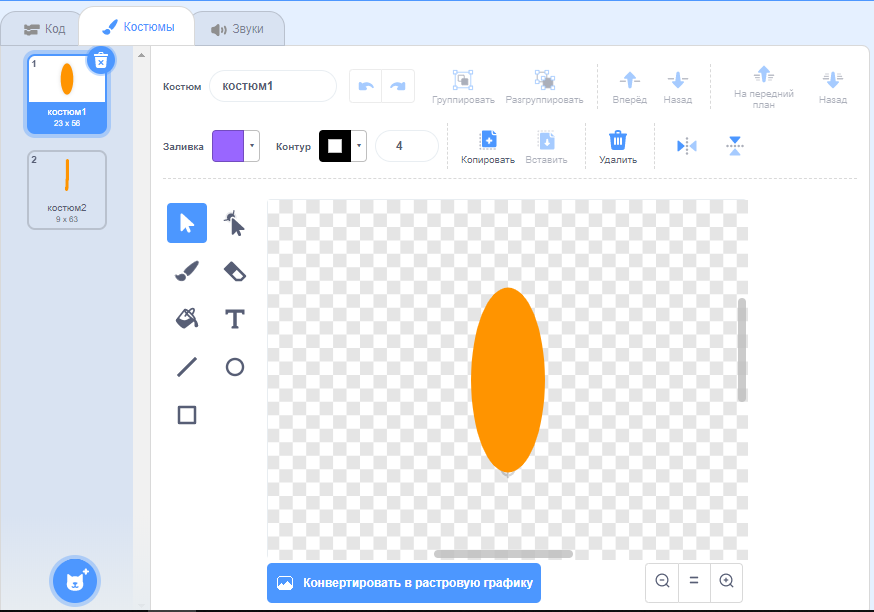 Код
Костюмы
Звуки
1
костюм1
23 x 56
2
костюм2
9 x 63
Костюм
костюм1
Группировать
Разгруппировать
Вперёд
Назад
На передний
план
Назад
Заливка
Контур
4
Копировать
Вставить
Удалить
T
Конвертировать в растровую графику